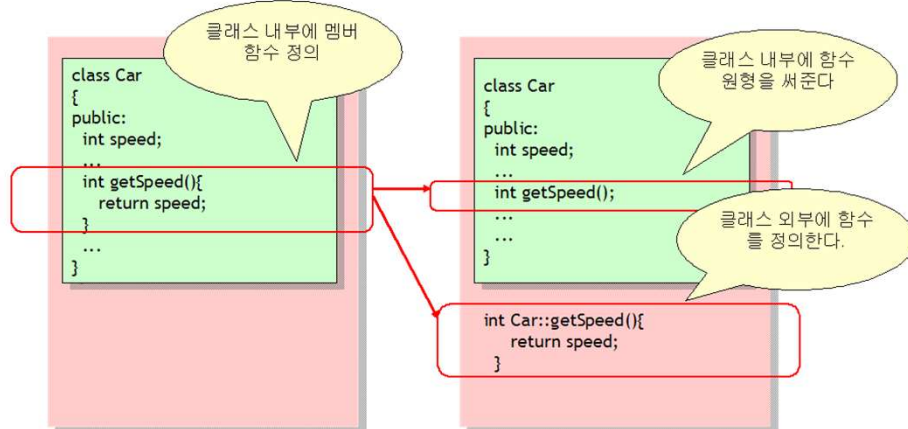 클래스 내부에 멤버
함수 정의
class Car
{
public:
int speed;
...
int getSpeed(){
return speed;
}
...
}
클래스 내부에 함수
원형을 써준다
class Car
{
public:
int speed;
...
int getSpeed();
...
...
}
클래스 외부에 함수
를 정의한다.
int Car::getSpeed(){
return speed;
}